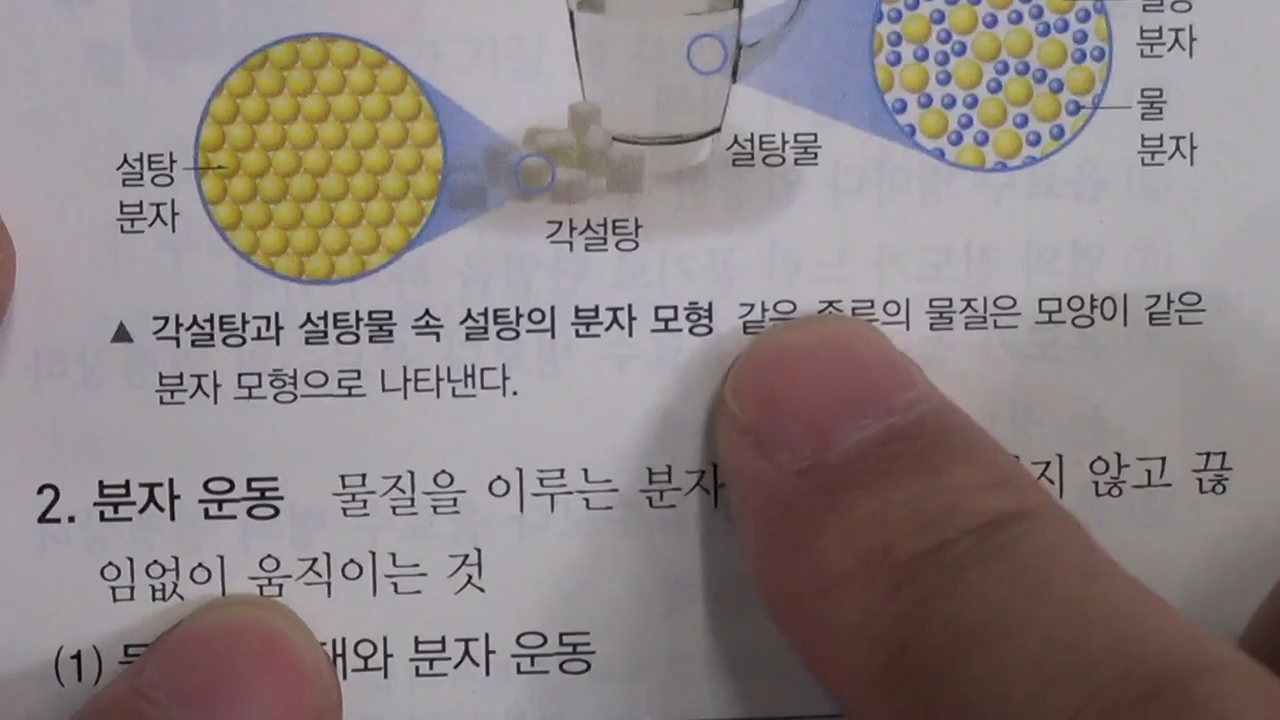 분자
물
분자
설탕물
설탕
분자
각설탕
▲ 각설탕과 설탕물 속 설탕의 분자 모형 같은 종류의 물질은 모양이 같은
분자 모형으로 나타낸다.
2. 분자 운동 물질을 이루는 분자 않고 끊
임없이 움직이는 것
(1) 분자 운동